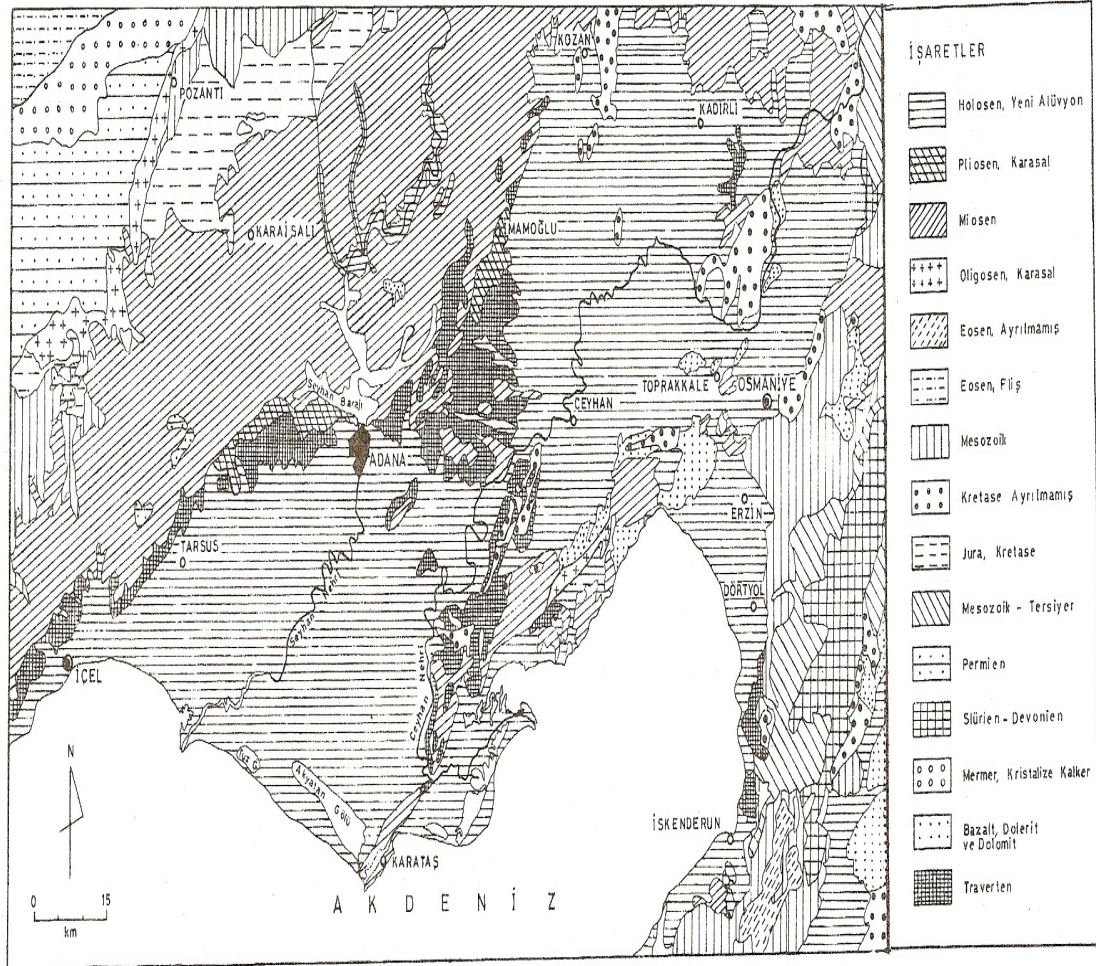 KOZAN
POZANTI
KADİRLİ
KARAİSALI
İMAMOĞLU
TOPRAKKALE
OSMANİYE
Seyhan Barajı
CEYHAN
ADANA
ERZİN
TARSUS
DÖRTYOL
Seyhan Nehri
İÇEL
Ceyhan Nehri
N
Tuz G.
Akyatan Gölü
İSKENDERUN
KARATAŞ
AKDENİZ
0 15
km
İŞARETLER
Holosen, Yeni Alüvyon
Pliosen, Karasal
Miosen
Oligosen, Karasal
Eosen, Ayrılmamış
Eosen, Fliş
Mesozoik
Kretase Ayrılmamış
Jura, Kretase
Mesozoik - Tersiyer
Permien
Slürien - Devonien
Mermer, Kristalize Kalker
Bazalt, Dolerit
ve Dolomit
Traverten